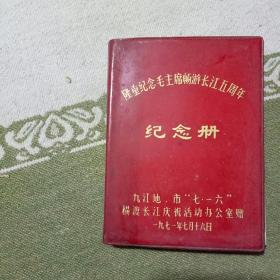 隆重纪念毛主席畅游长江五周年
纪念册
九江地、市“七·一六”
横渡长江庆祝活动办公室赠
一九七一年七月十六日